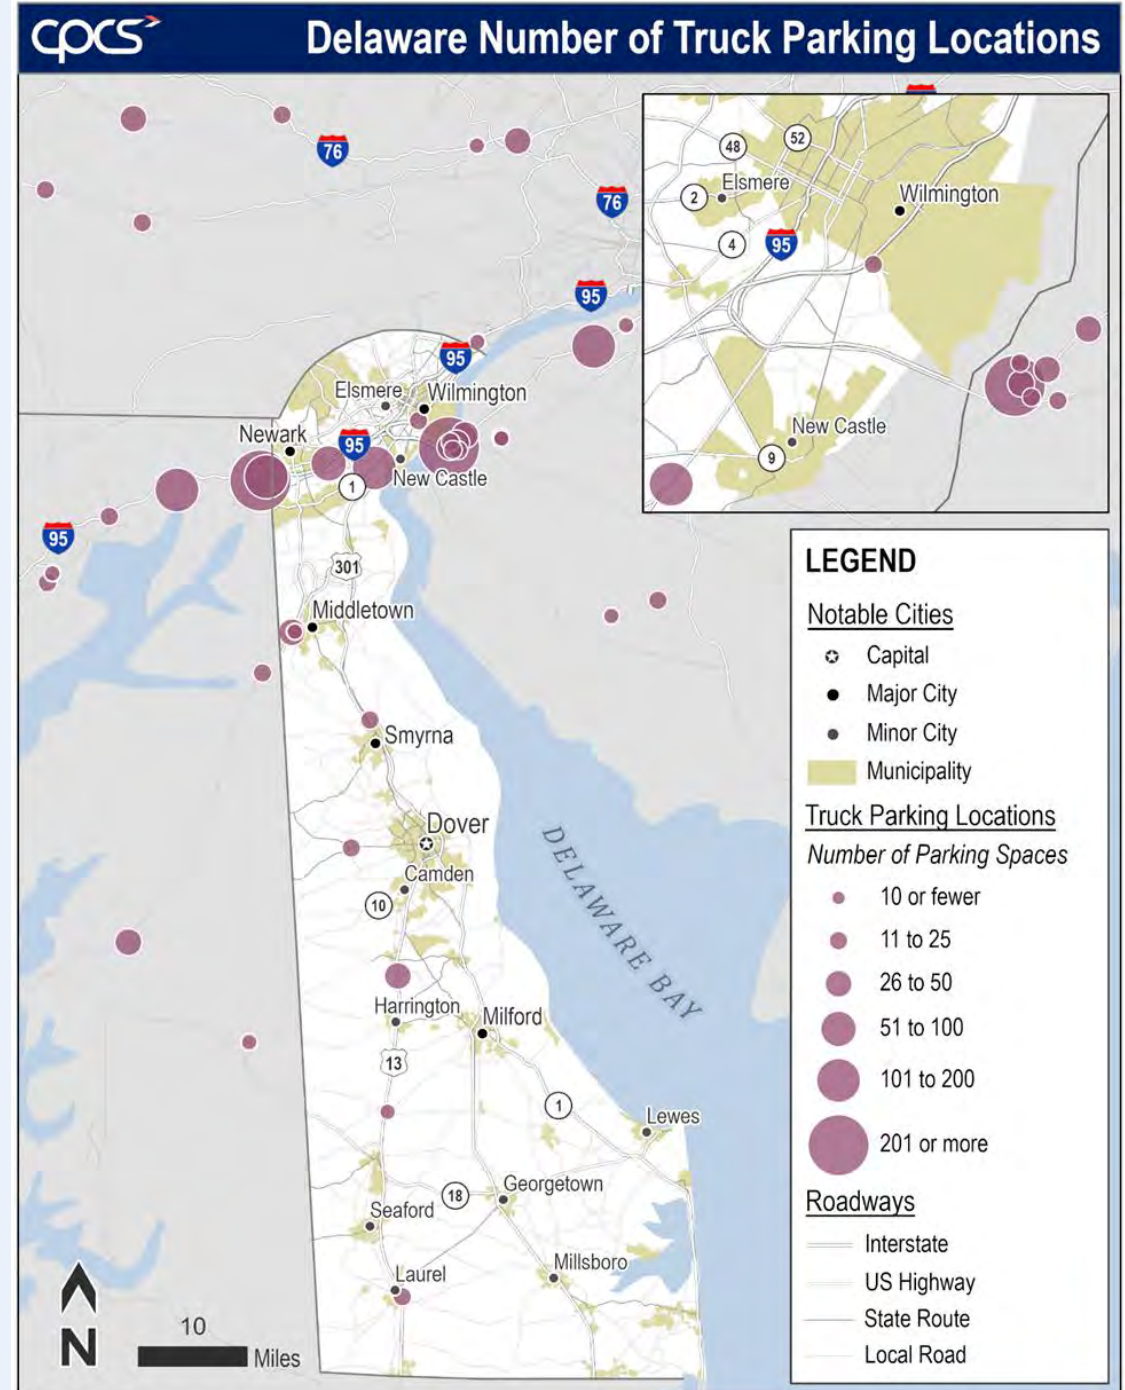 cpcs
Delaware Number of Truck Parking Locations
76
76
95
95
Elsmere
Wilmington
Newark
95
New Castle
1
95
301
Middletown
Smyrna
Dover
Camden
10
Harrington
Milford
13
1
Lewes
18
Georgetown
Seaford
Millsboro
Laurel
DELAWARE BAY
N
10
Miles
48
52
Elsmere
2
Wilmington
4
95
New Castle
9
LEGEND
Notable Cities
Capital
Major City
Minor City
Municipality
Truck Parking Locations
Number of Parking Spaces
10 or fewer
11 to 25
26 to 50
51 to 100
101 to 200
201 or more
Roadways
Interstate
US Highway
State Route
Local Road